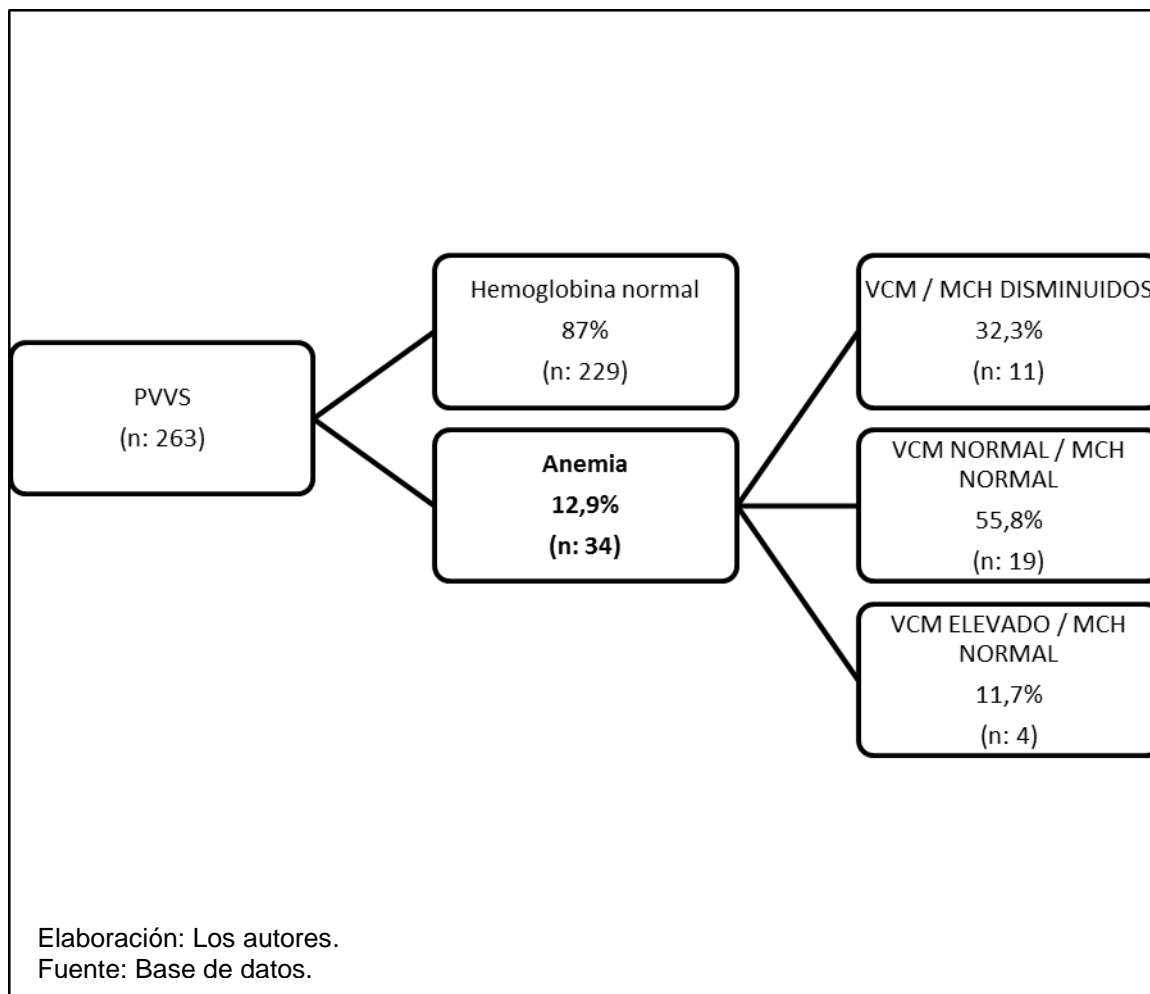 PVVS
(n: 263)
Hemoglobina normal
87%
(n: 229)
Anemia
12,9%
(n: 34)
VCM / MCH DISMINUIDOS
32,3%
(n: 11)
VCM NORMAL / MCH
NORMAL
55,8%
(n: 19)
VCM ELEVADO / MCH
NORMAL
11,7%
(n: 4)
Elaboración: Los autores.
Fuente: Base de datos.